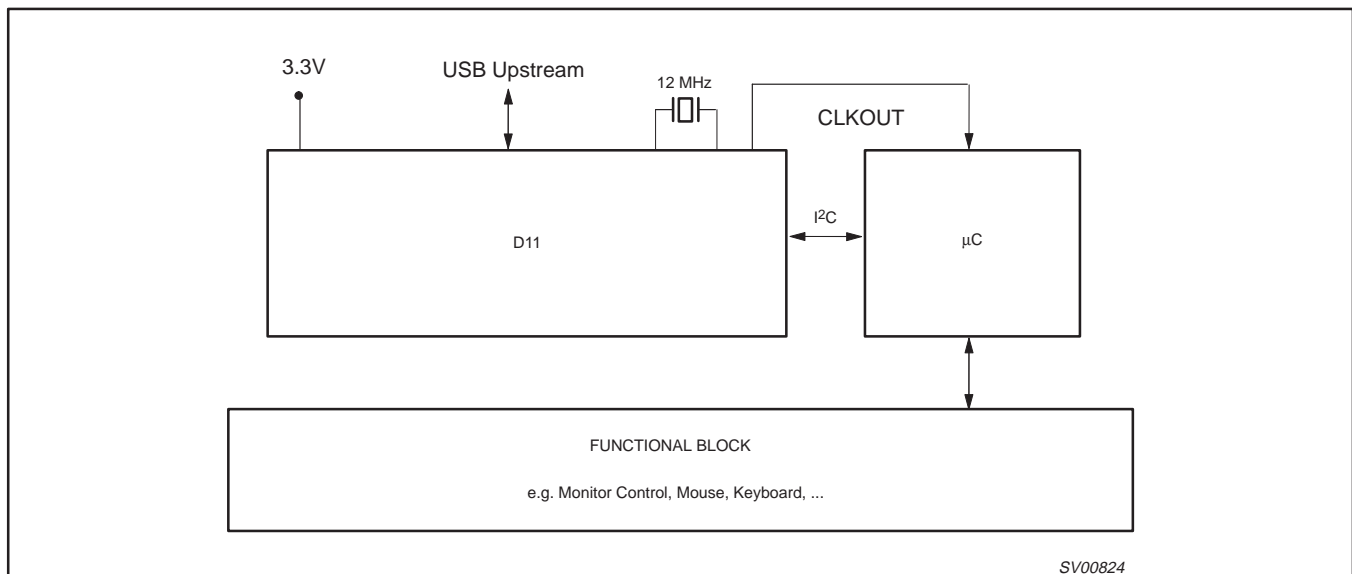 3.3V
USB Upstream
12 MHz
CLKOUT
D11
I²C
μC
FUNCTIONAL BLOCK
e.g. Monitor Control, Mouse, Keyboard, ...
SV00824